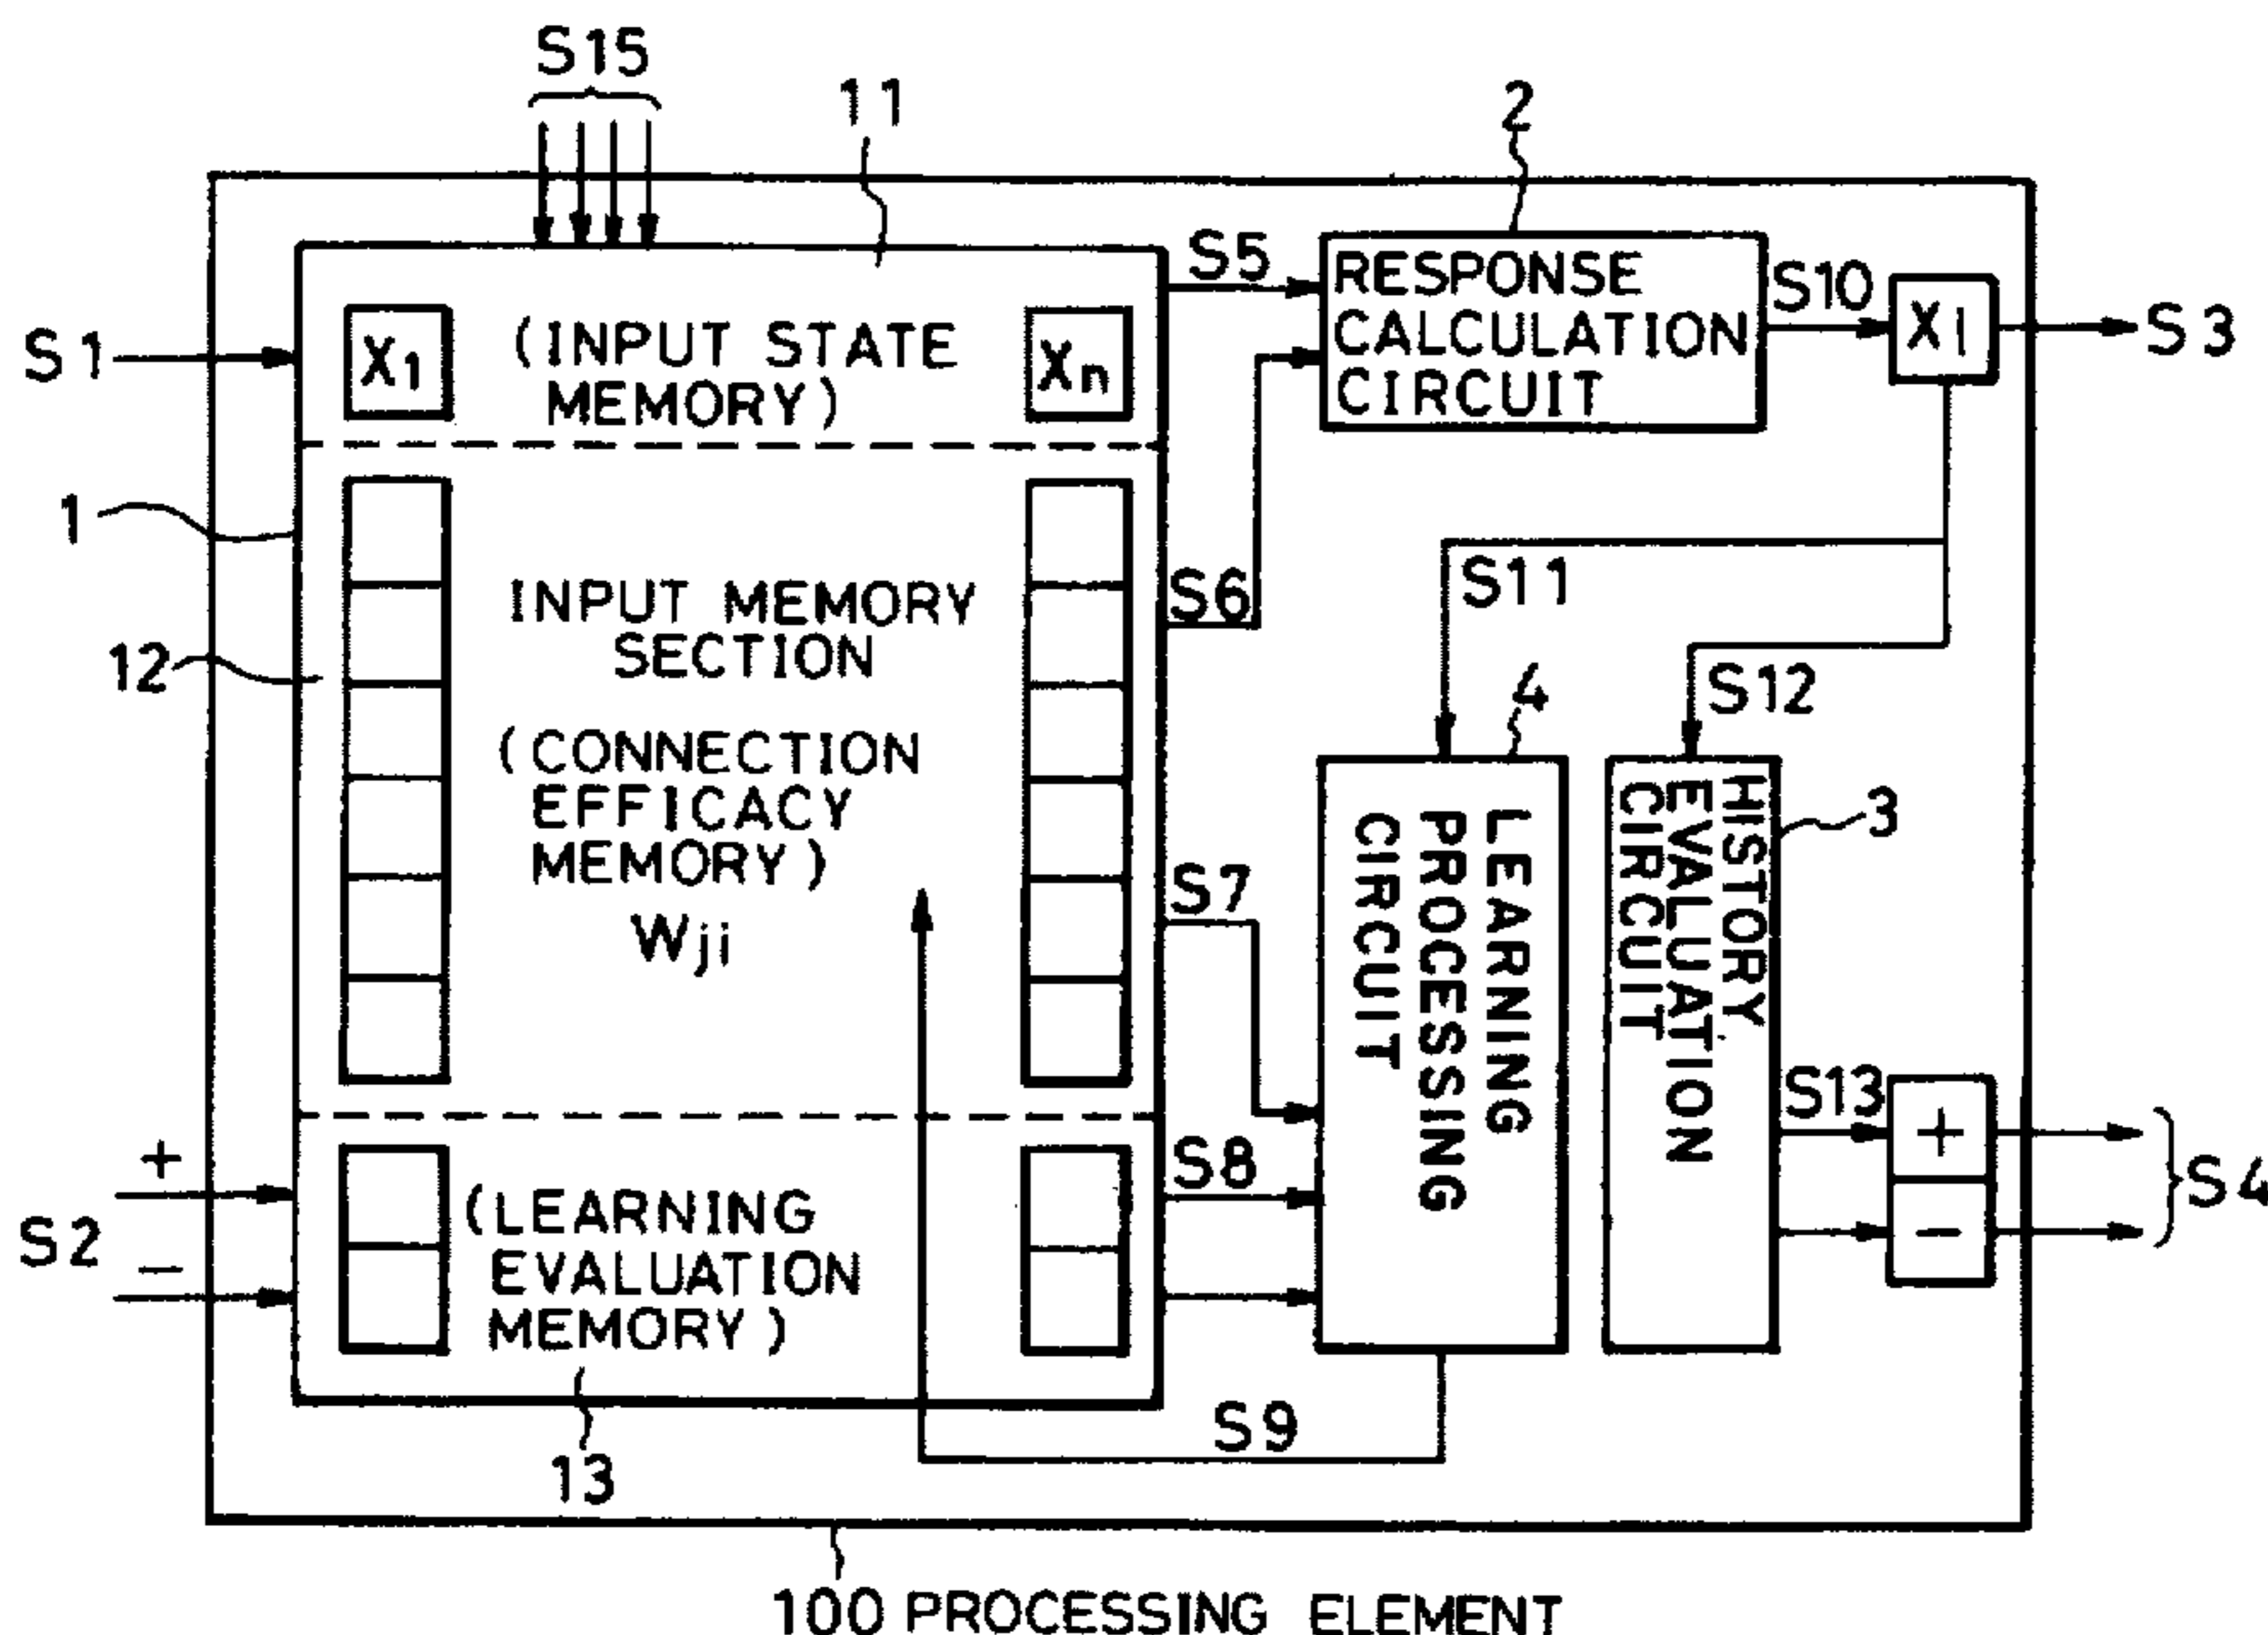 S15
11
2
S1
X1
(INPUT STATE
MEMORY)
Xn
S5
RESPONSE
CALCULATION
CIRCUIT
S10
S3
1
12
INPUT MEMORY
SECTION
(CONNECTION
EFFICACY
MEMORY)
Wji
S6
S11
S12
4
3
S7
LEARNING
PROCESSING
CIRCUIT
HISTORY
EVALUATION
CIRCUIT
S8
S13
+
−
S4
+
S2
−
(LEARNING
EVALUATION
MEMORY)
13
S9
100 PROCESSING ELEMENT